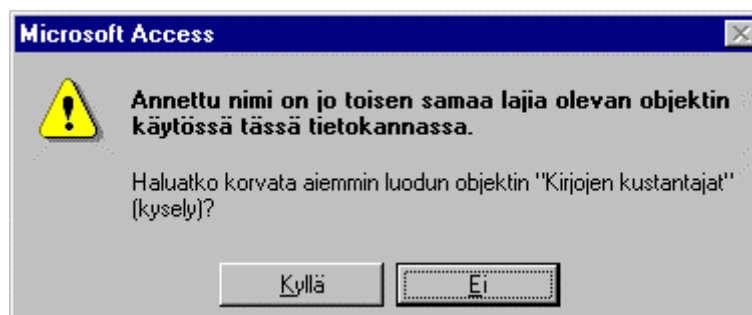 Microsoft Access
Annettu nimi on jo toisen samaa lajia olevan objektin
käytössä tässä tietokannassa.
Haluatko korvata aiemmin luodun objektin "Kirjojen kustantajat"
(kysely)?
Kyllä Ei